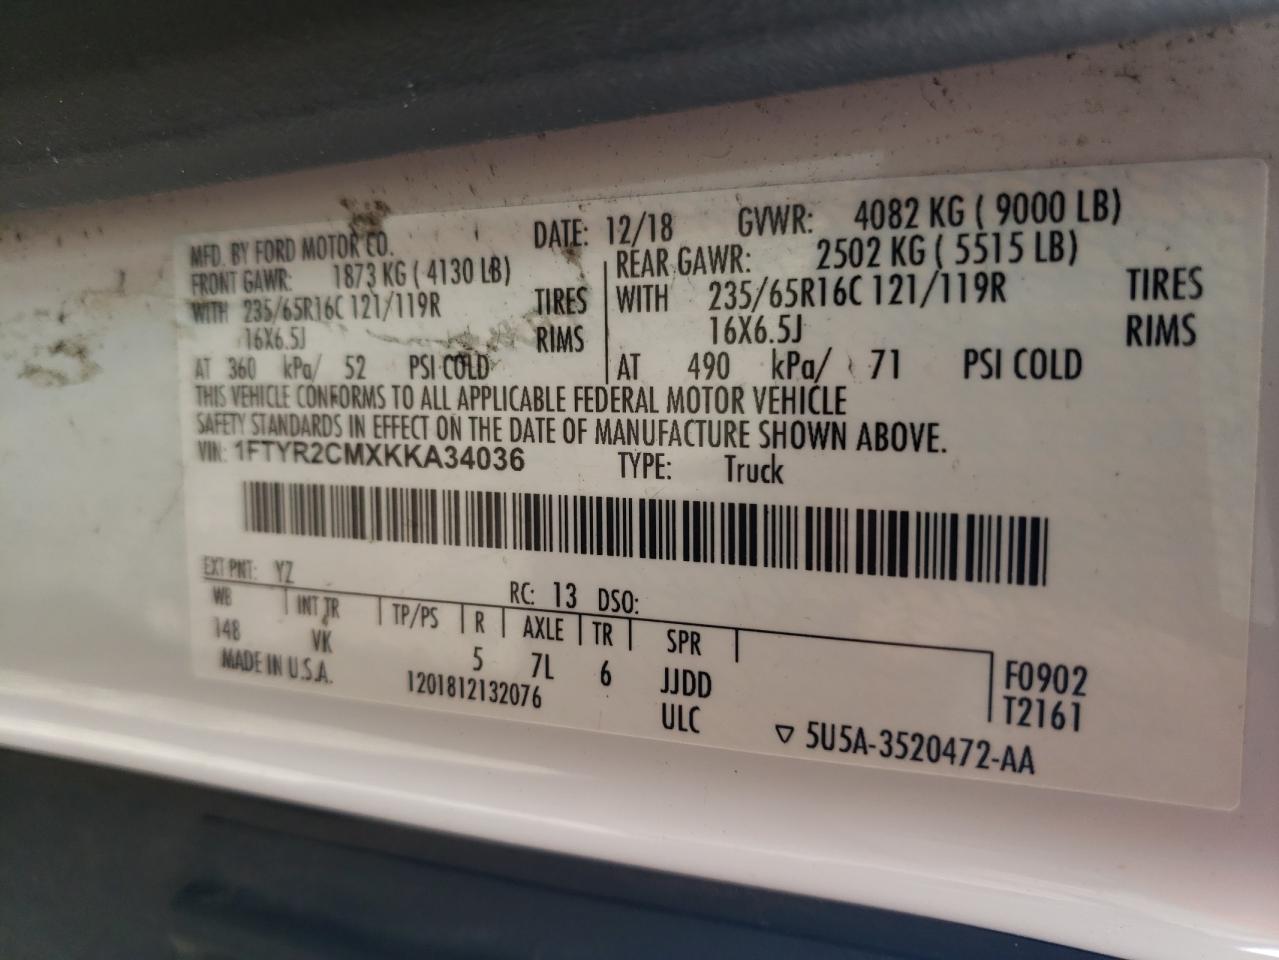 MFD. BY FORD MOTOR CO. DATE: 12/18 GVWR: 4082 KG ( 9000 LB)
FRONT GAWR: 1873 KG ( 4130 LB) REAR GAWR: 2502 KG ( 5515 LB)
WITH 235/65R16C 121/119R TIRES WITH 235/65R16C 121/119R TIRES
16X6.5J RIMS 16X6.5J RIMS
AT 360 kPa/ 52 PSI COLD AT 490 kPa/ 71 PSI COLD
THIS VEHICLE CONFORMS TO ALL APPLICABLE FEDERAL MOTOR VEHICLE
SAFETY STANDARDS IN EFFECT ON THE DATE OF MANUFACTURE SHOWN ABOVE.
VIN: 1FTYR2CMXKKA34036 TYPE: Truck
EXT PNT: YZ RC: 13 DSO:
WB INT TR TP/PS R AXLE TR SPR
148 VK 5 7L 6 JJDD F0902
MADE IN U.S.A. 1201812132076 ULC T2161
▽ 5U5A-3520472-AA